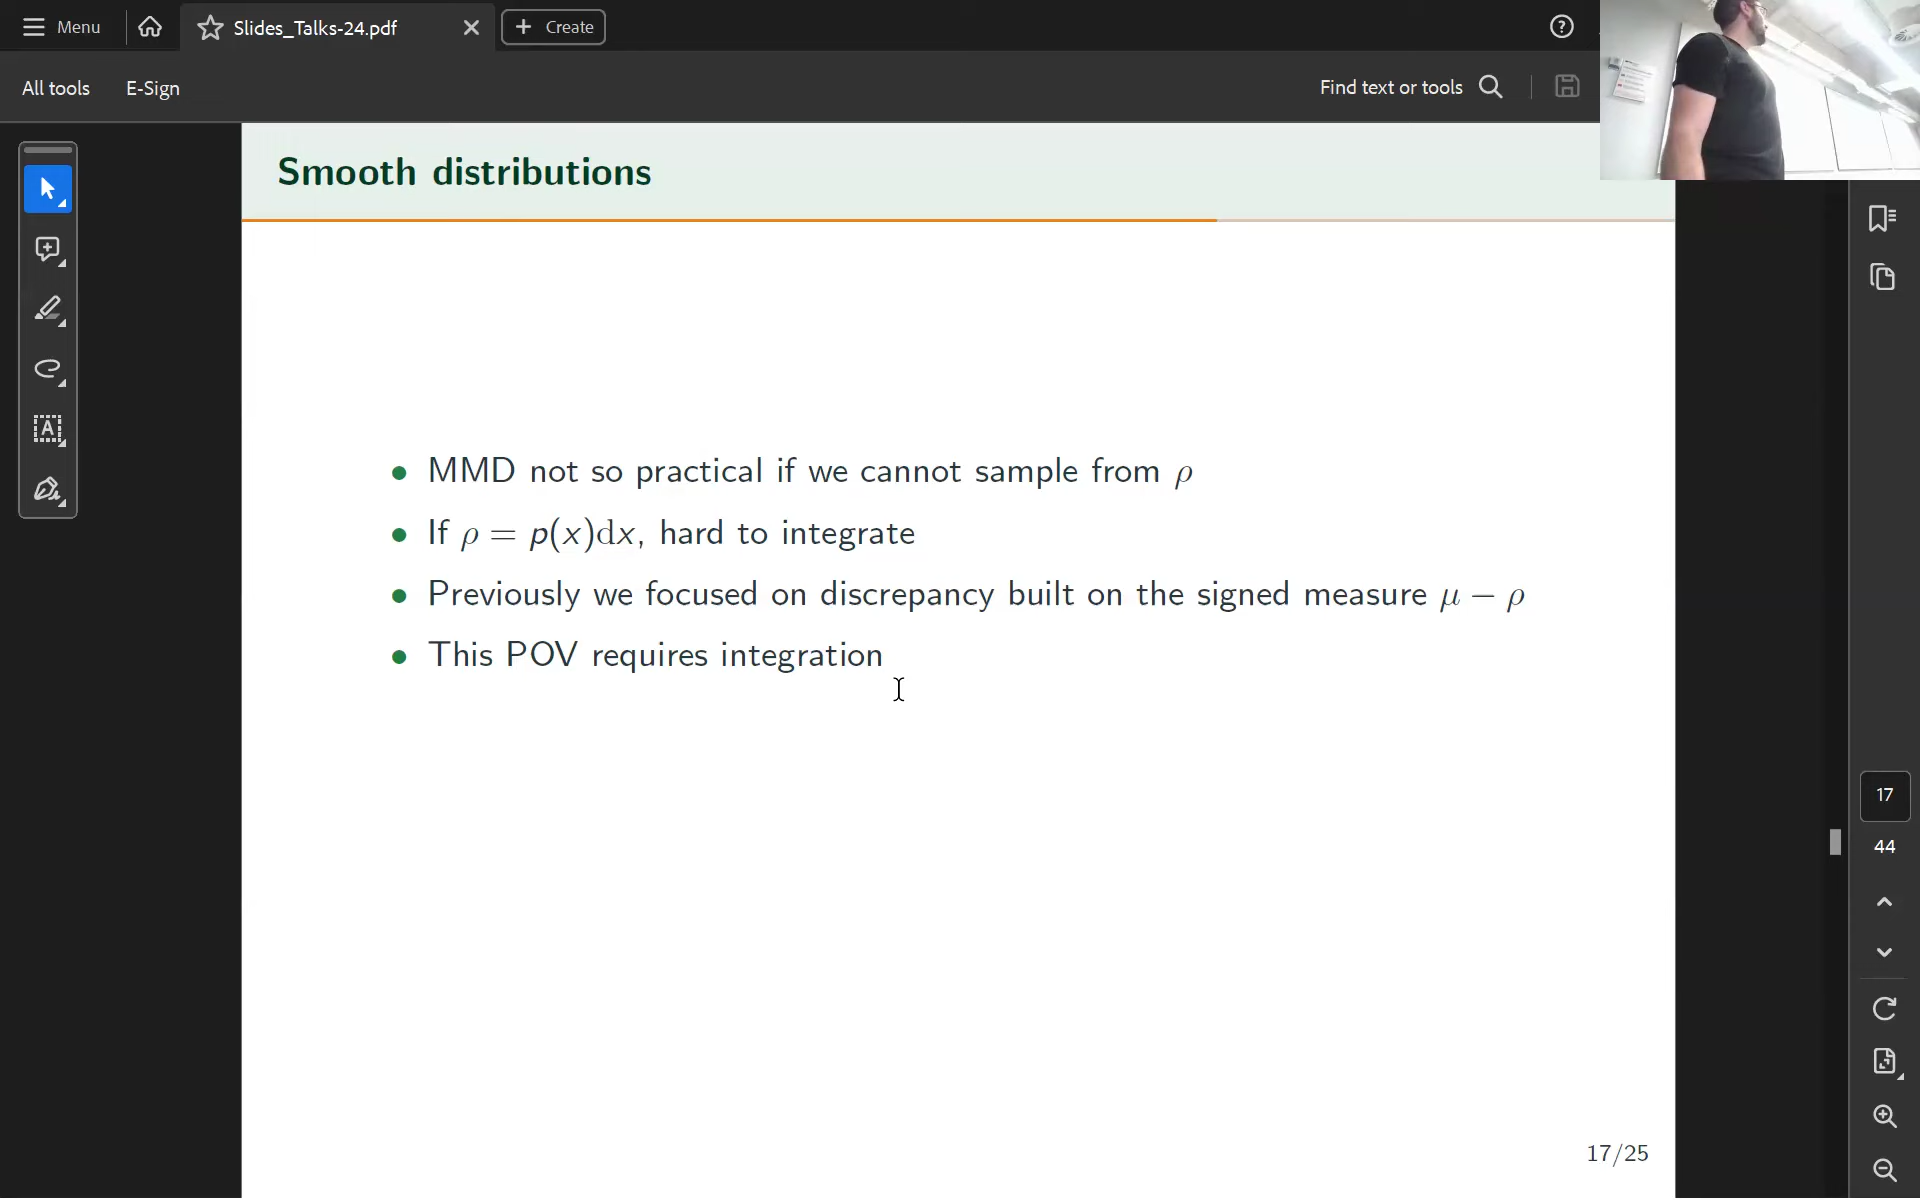 Menu
Slides_Talks-24.pdf
Create
All tools
E-Sign
Find text or tools
Smooth distributions
• MMD not so practical if we cannot sample from ρ
• If ρ = p(x)dx, hard to integrate
• Previously we focused on discrepancy built on the signed measure μ − ρ
• This POV requires integration
17
44
17/25